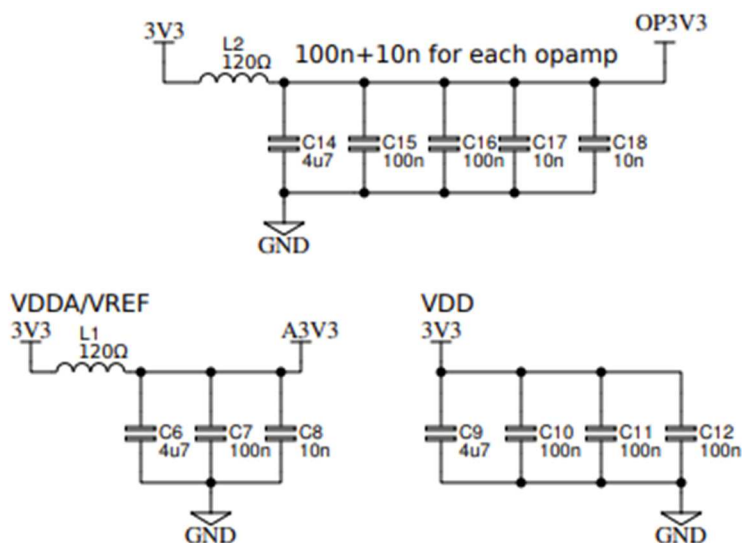 3V3
L2
120Ω
100n+10n for each opamp
OP3V3
C14
4u7
C15
100n
C16
100n
C17
10n
C18
10n
GND
VDDA/VREF
3V3
L1
120Ω
A3V3
C6
4u7
C7
100n
C8
10n
GND
VDD
3V3
C9
4u7
C10
100n
C11
100n
C12
100n
GND